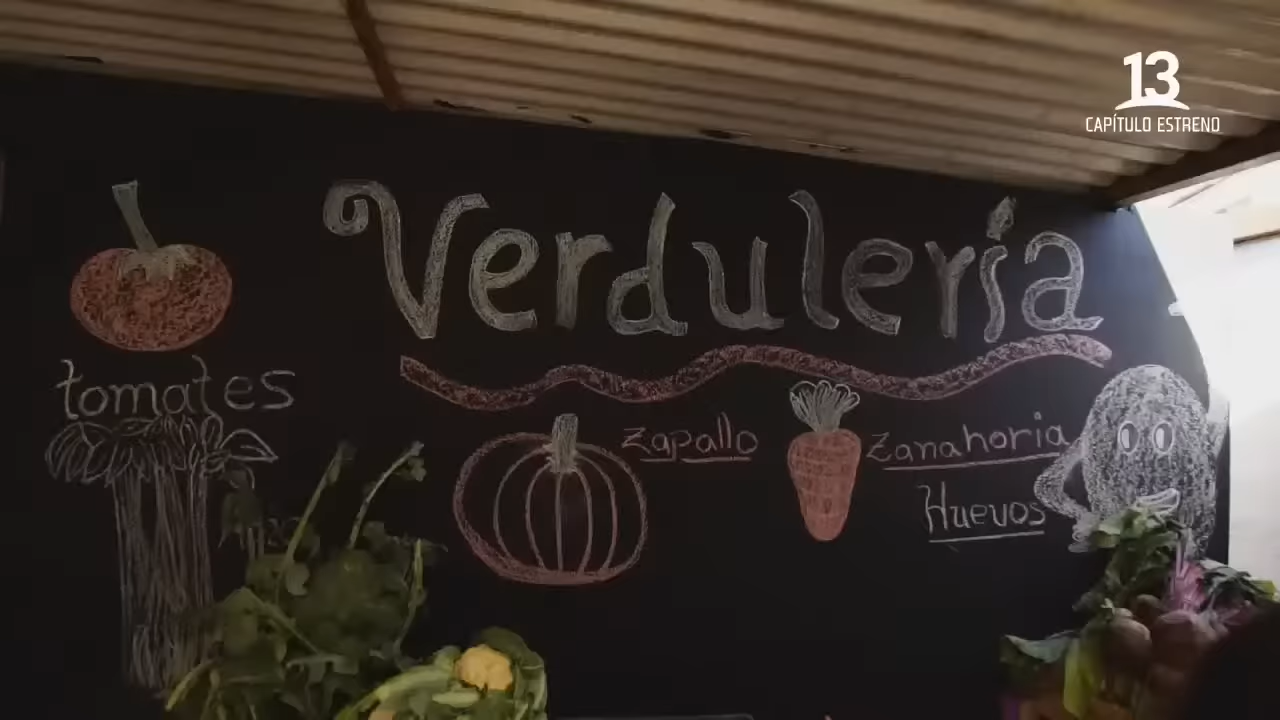 13
CAPÍTULO ESTRENO
Verdulería
tomates
zapallo
zanahoria
Huevos